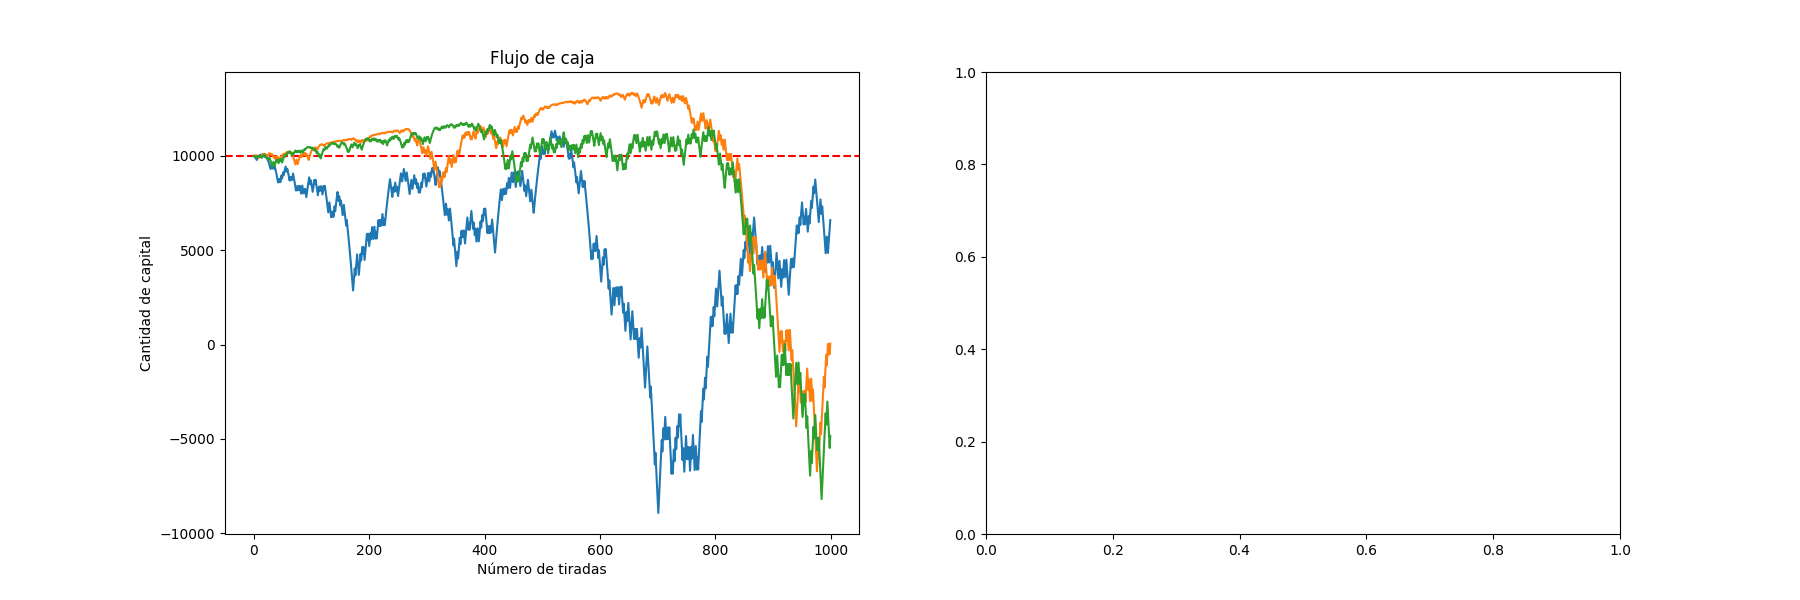 Flujo de caja
Cantidad de capital
10000
5000
0
−5000
−10000
0 200 400 600 800 1000
Número de tiradas
1.0
0.8
0.6
0.4
0.2
0.0
0.0 0.2 0.4 0.6 0.8 1.0